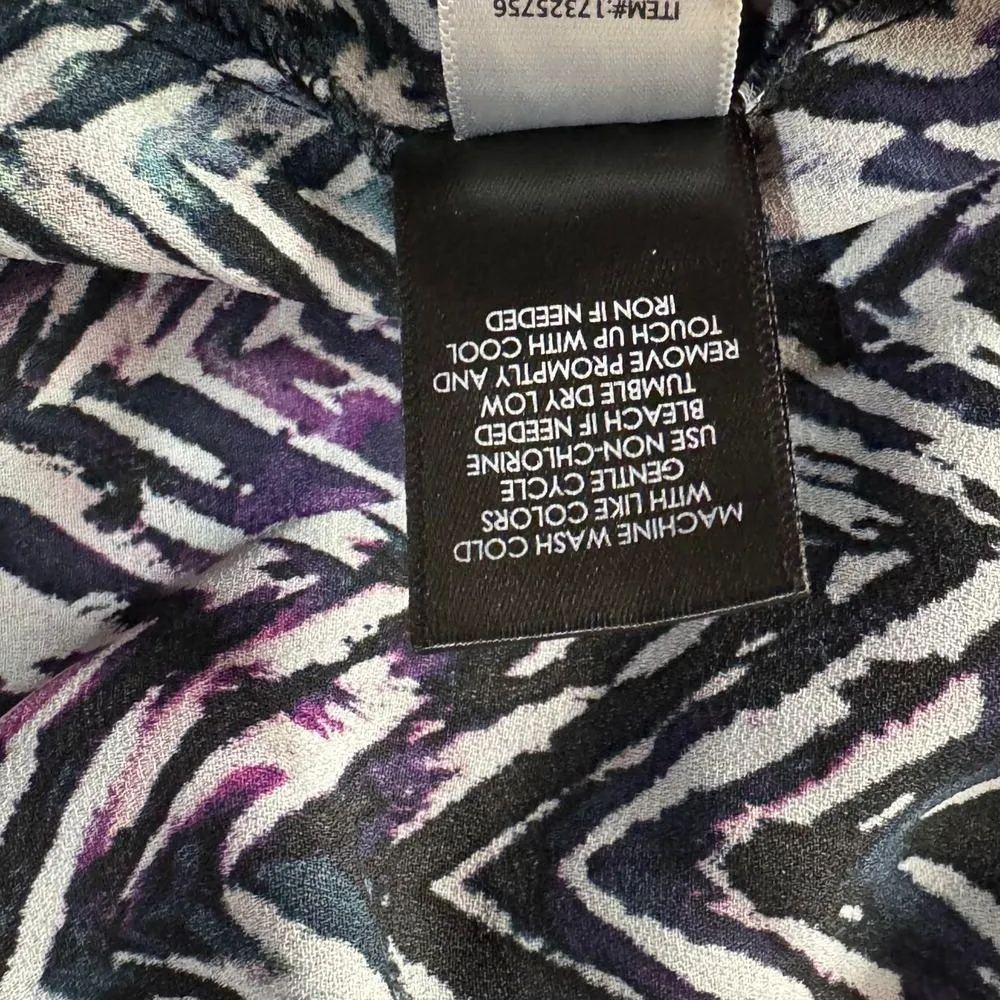 MACHINE WASH COLD
WITH LIKE COLORS
GENTLE CYCLE
USE NON-CHLORINE
BLEACH IF NEEDED
TUMBLE DRY LOW
REMOVE PROMPTLY AND
TOUCH UP WITH COOL
IRON IF NEEDED
ITEM#:17325756